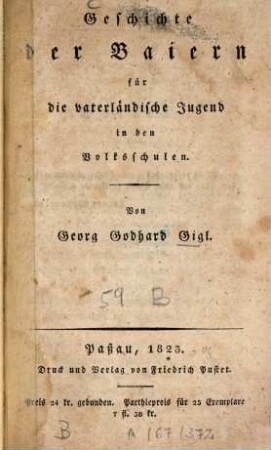 Geschichte
der Baiern
für
die vaterländische Jugend
in den
Volksschulen.
Von
Georg Godhard Gigl.
59 B
Paßau, 1823.
Druck und Verlag von Friedrich Pustet.
Preis 24 kr. gebunden. Parthiepreis für 25 Exemplare
7 fl. 30 kr.
B A 167/372